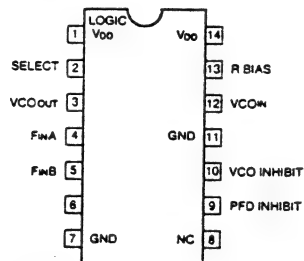 LOGIC
1 VDD VDD 14
SELECT 2 13 R BIAS
VCOOUT 3 12 VCOIN
FINA 4 GND 11
FINB 5 10 VCO INHIBIT
6 9 PFD INHIBIT
7 GND NC 8